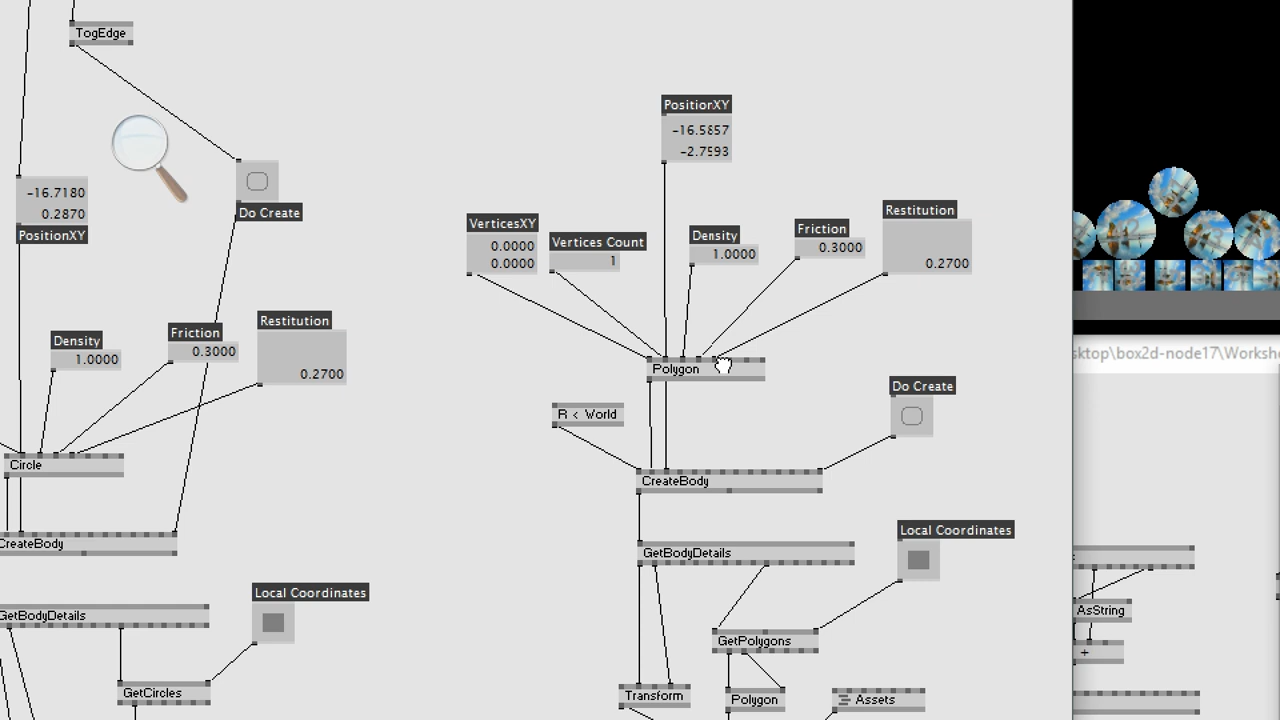 TogEdge
-16.7180
0.2870
PositionXY
Do Create
Density
1.0000
Friction
0.3000
Restitution
0.2700
Circle
CreateBody
GetBodyDetails
Local Coordinates
GetCircles
PositionXY
-16.5857
-2.7593
VerticesXY
0.0000
0.0000
Vertices Count
1
Density
1.0000
Friction
0.3000
Restitution
0.2700
Polygon
R < World
Do Create
CreateBody
GetBodyDetails
Local Coordinates
GetPolygons
Transform
Polygon
Assets
sktop\box2d-node17\Worksh
AsString
+